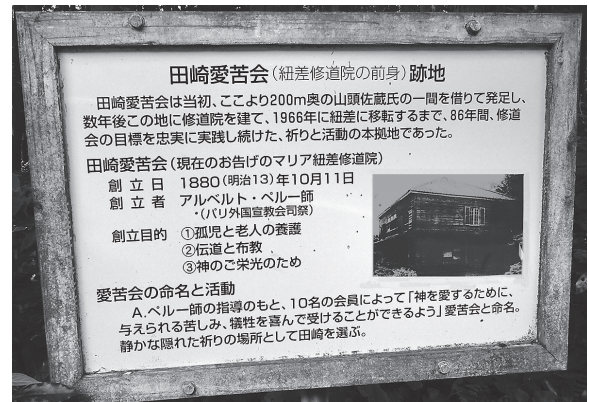 田崎愛苦会(紐差修道院の前身)跡地
田崎愛苦会は当初、ここより200m奥の山頭佐蔵氏の一間を借りて発足し、
数年後この地に修道院を建て、1966年に紐差に移転するまで、86年間、修道
会の目標を忠実に実践し続けた、祈りと活動の本拠地であった。
田崎愛苦会(現在のお告げのマリア紐差修道院)
創立日 1880(明治13)年10月11日
創立者 アルベルト・ペルー師
(パリ外国宣教会司祭)
創立目的 ①孤児と老人の養護
②伝道と布教
③神のご栄光のため
愛苦会の命名と活動
A.ペルー師の指導のもと、10名の会員によって「神を愛するために、
与えられる苦しみ、犠牲を喜んで受けることができるよう」愛苦会と命名。
静かな隠れた祈りの場所として田崎を選ぶ。